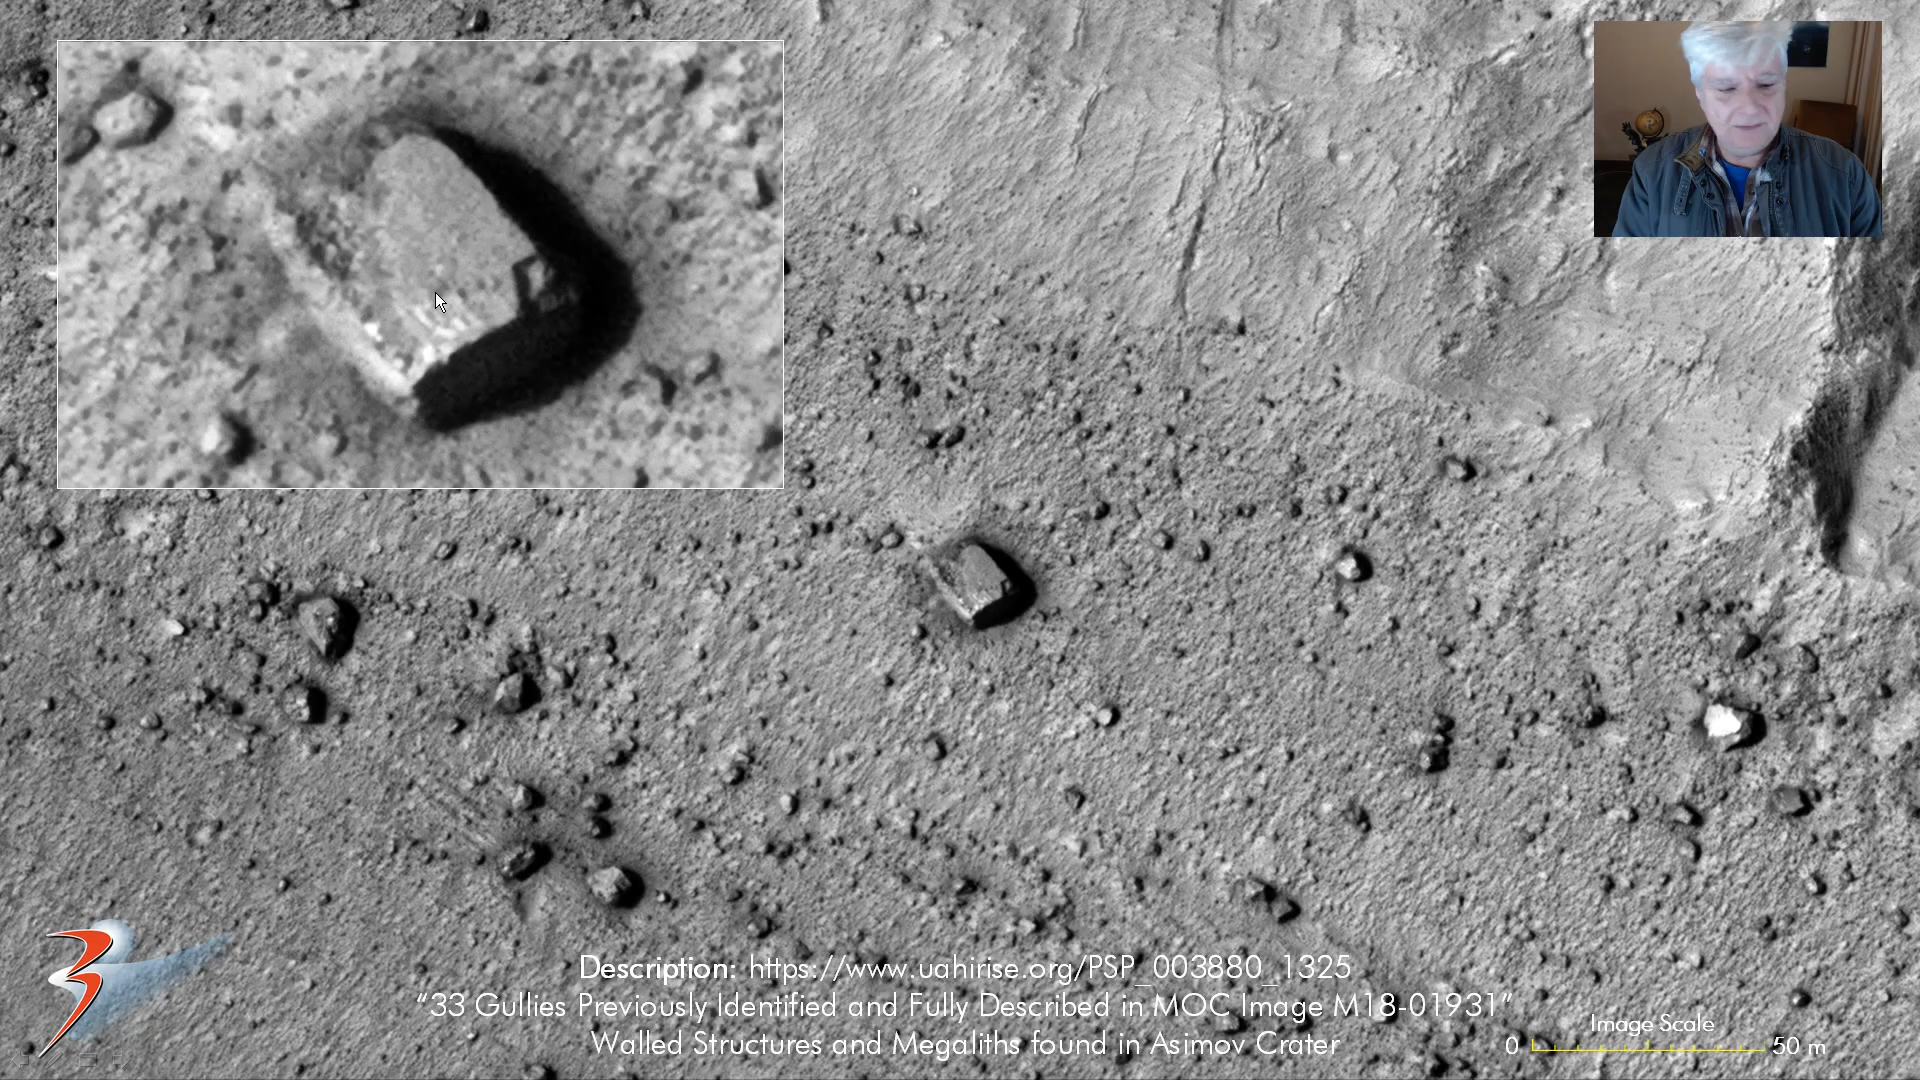 Description: https://www.uahirise.org/PSP_003880_1325
"33 Gullies Previously Identified and Fully Described in MOC Image M18-01931"
Walled Structures and Megaliths found in Asimov Crater
Image Scale
0 50 m